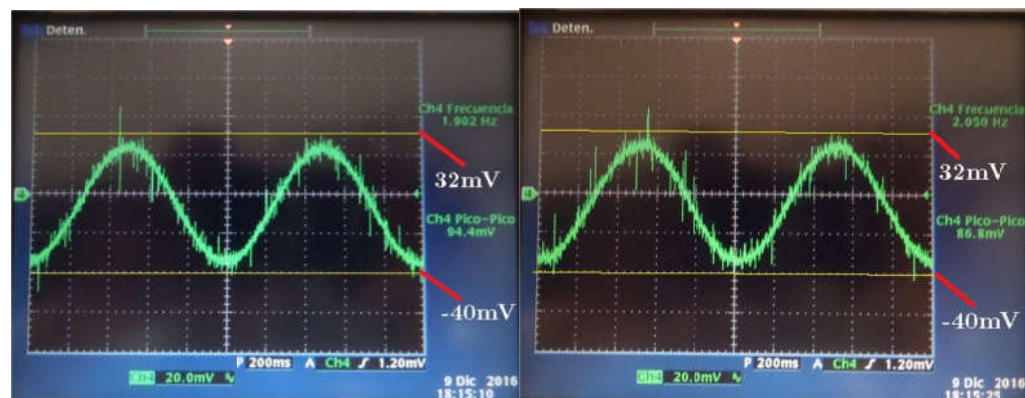 Deten.
Ch4 Frecuencia
1.902 Hz
32mV
Ch4 Pico-Pico
94.4mV
-40mV
P 200ms A Ch4 ƒ 1.20mV
Ch4 20.0mV
9 Dic 2016
18:15:10
Deten.
Ch4 Frecuencia
2.050 Hz
32mV
Ch4 Pico-Pico
86.8mV
-40mV
P 200ms A Ch4 ƒ 1.20mV
Ch4 20.0mV
9 Dic 2016
18:15:25